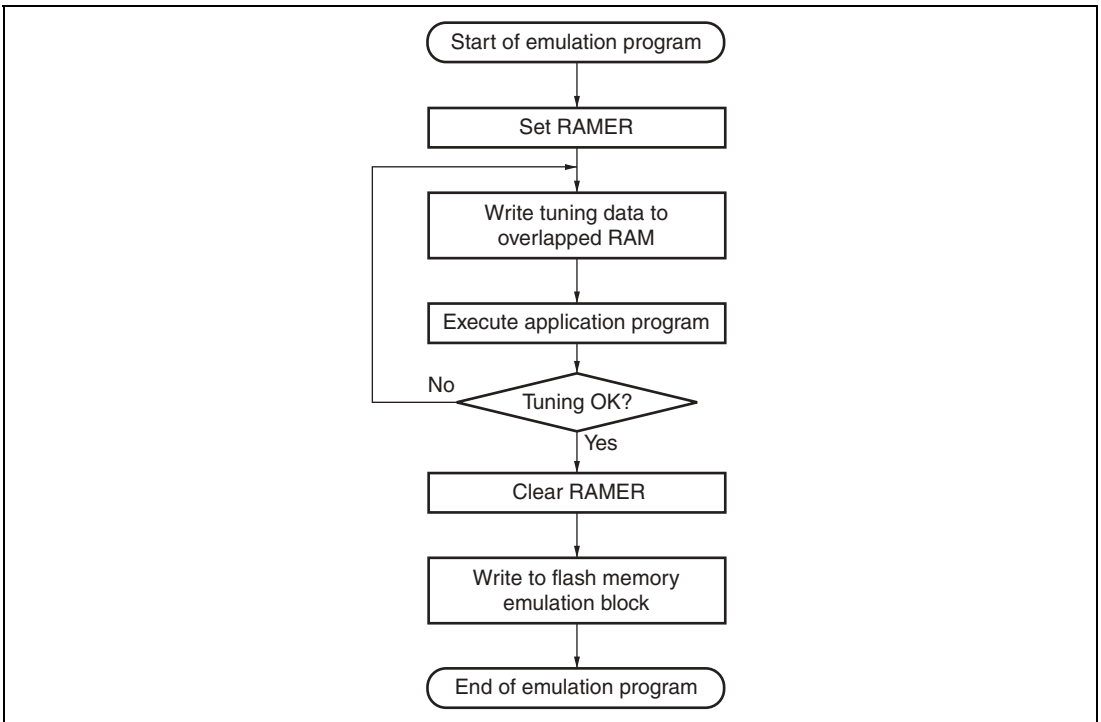 Start of emulation program
Set RAMER
Write tuning data to
overlapped RAM
Execute application program
No
Tuning OK?
Yes
Clear RAMER
Write to flash memory
emulation block
End of emulation program